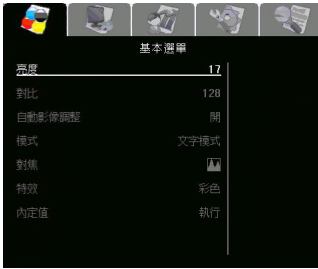 基本選單
亮度 17
對比 128
自動影像調整 開
模式 文字模式
對焦
特效 彩色
內定值 執行